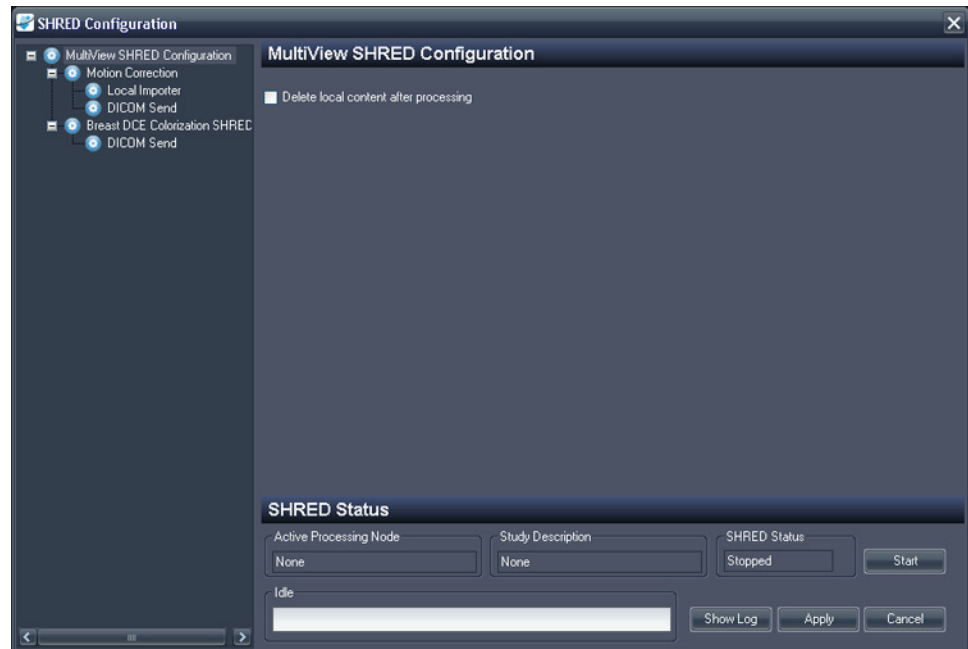 SHRED Configuration
MultiView SHRED Configuration
Motion Correction
Local Importer
DICOM Send
Breast DCE Colorization SHRED
DICOM Send
MultiView SHRED Configuration
Delete local content after processing
SHRED Status
Active Processing Node
None
Study Description
None
SHRED Status
Stopped
Start
Idle
Show Log
Apply
Cancel